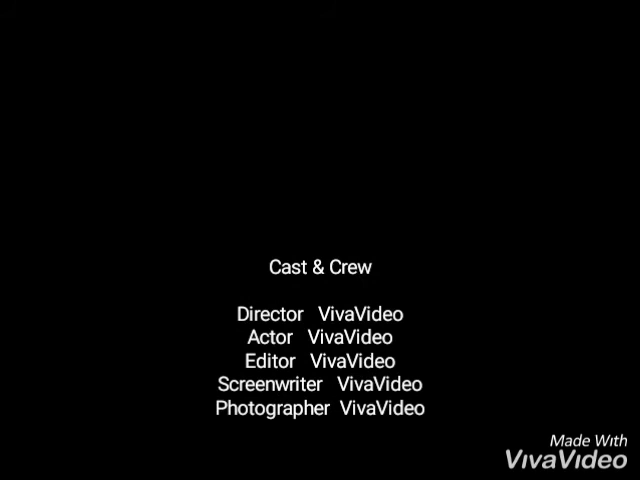 Cast & Crew
Director VivaVideo
Actor VivaVideo
Editor VivaVideo
Screenwriter VivaVideo
Photographer VivaVideo
Made With
VivaVideo